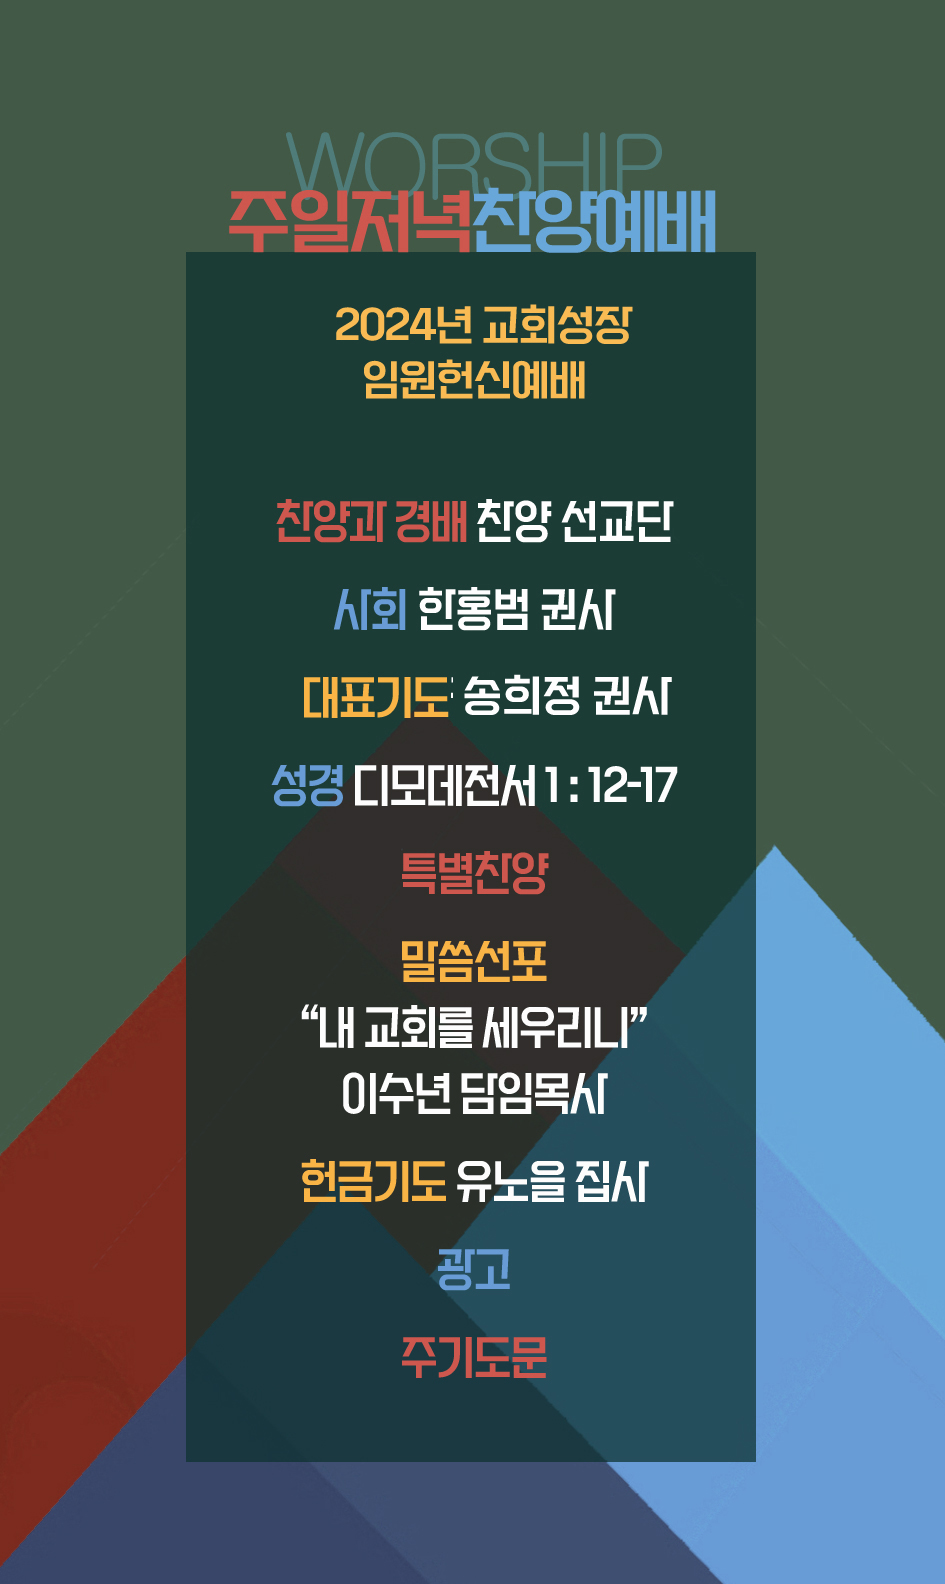 WORSHIP
주일저녁찬양예배
2024년 교회성장
임원헌신예배
찬양과 경배 찬양 선교단
사회 한홍범 권사
대표기도 송희정 권사
성경 디모데전서 1 : 12-17
특별찬양
말씀선포
“내 교회를 세우리니”
이수년 담임목사
헌금기도 유노을 집사
광고
주기도문